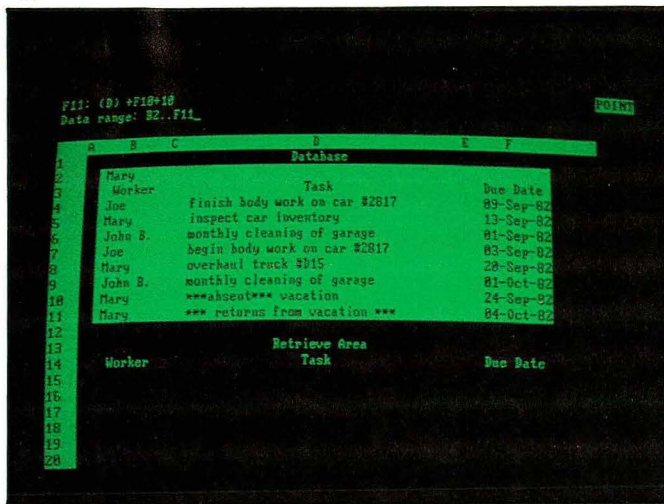 F11: (D) +F10+10
POINT
Data range: B2..F11_
A B C D E F
1 Database
2 Mary
3 Worker Task Due Date
4 Joe finish body work on car #2817 09-Sep-82
5 Mary inspect car inventory 13-Sep-82
6 John B. monthly cleaning of garage 01-Sep-82
7 Joe begin body work on car #2817 03-Sep-82
8 Mary overhaul truck #D15 20-Sep-82
9 John B. monthly cleaning of garage 01-Oct-82
10 Mary ***absent*** vacation 24-Sep-82
11 Mary *** returns from vacation *** 04-Oct-82
12
13 Retrieve Area
14 Worker Task Due Date
15
16
17
18
19
20